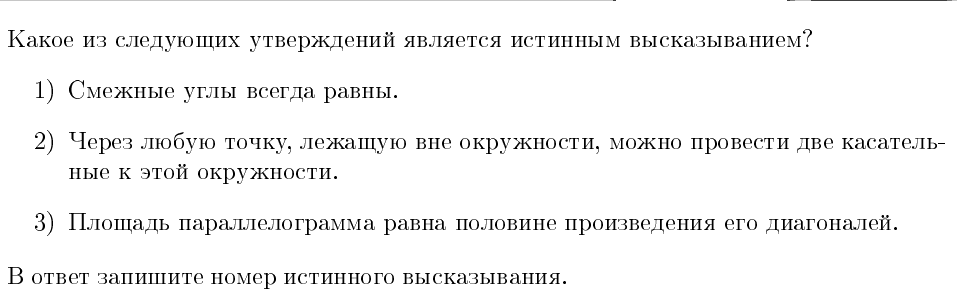 Какое из следующих утверждений является истинным высказыванием?
1) Смежные углы всегда равны.
2) Через любую точку, лежащую вне окружности, можно провести две касатель-
ные к этой окружности.
3) Площадь параллелограмма равна половине произведения его диагоналей.
В ответ запишите номер истинного высказывания.